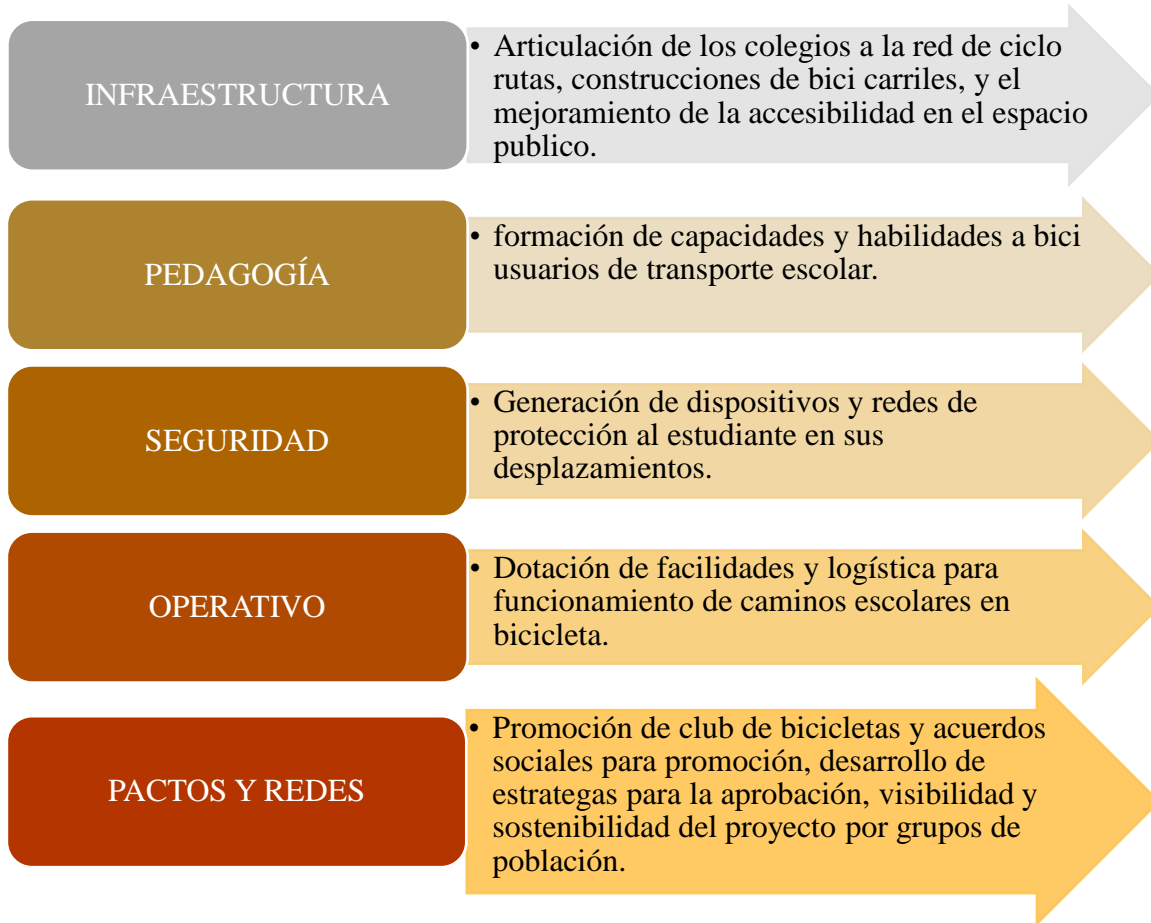 INFRAESTRUCTURA
• Articulación de los colegios a la red de ciclo
rutas, construcciones de bici carriles, y el
mejoramiento de la accesibilidad en el espacio
publico.
PEDAGOGÍA
• formación de capacidades y habilidades a bici
usuarios de transporte escolar.
SEGURIDAD
• Generación de dispositivos y redes de
protección al estudiante en sus
desplazamientos.
OPERATIVO
• Dotación de facilidades y logística para
funcionamiento de caminos escolares en
bicicleta.
PACTOS Y REDES
• Promoción de club de bicicletas y acuerdos
sociales para promoción, desarrollo de
estrategas para la aprobación, visibilidad y
sostenibilidad del proyecto por grupos de
población.